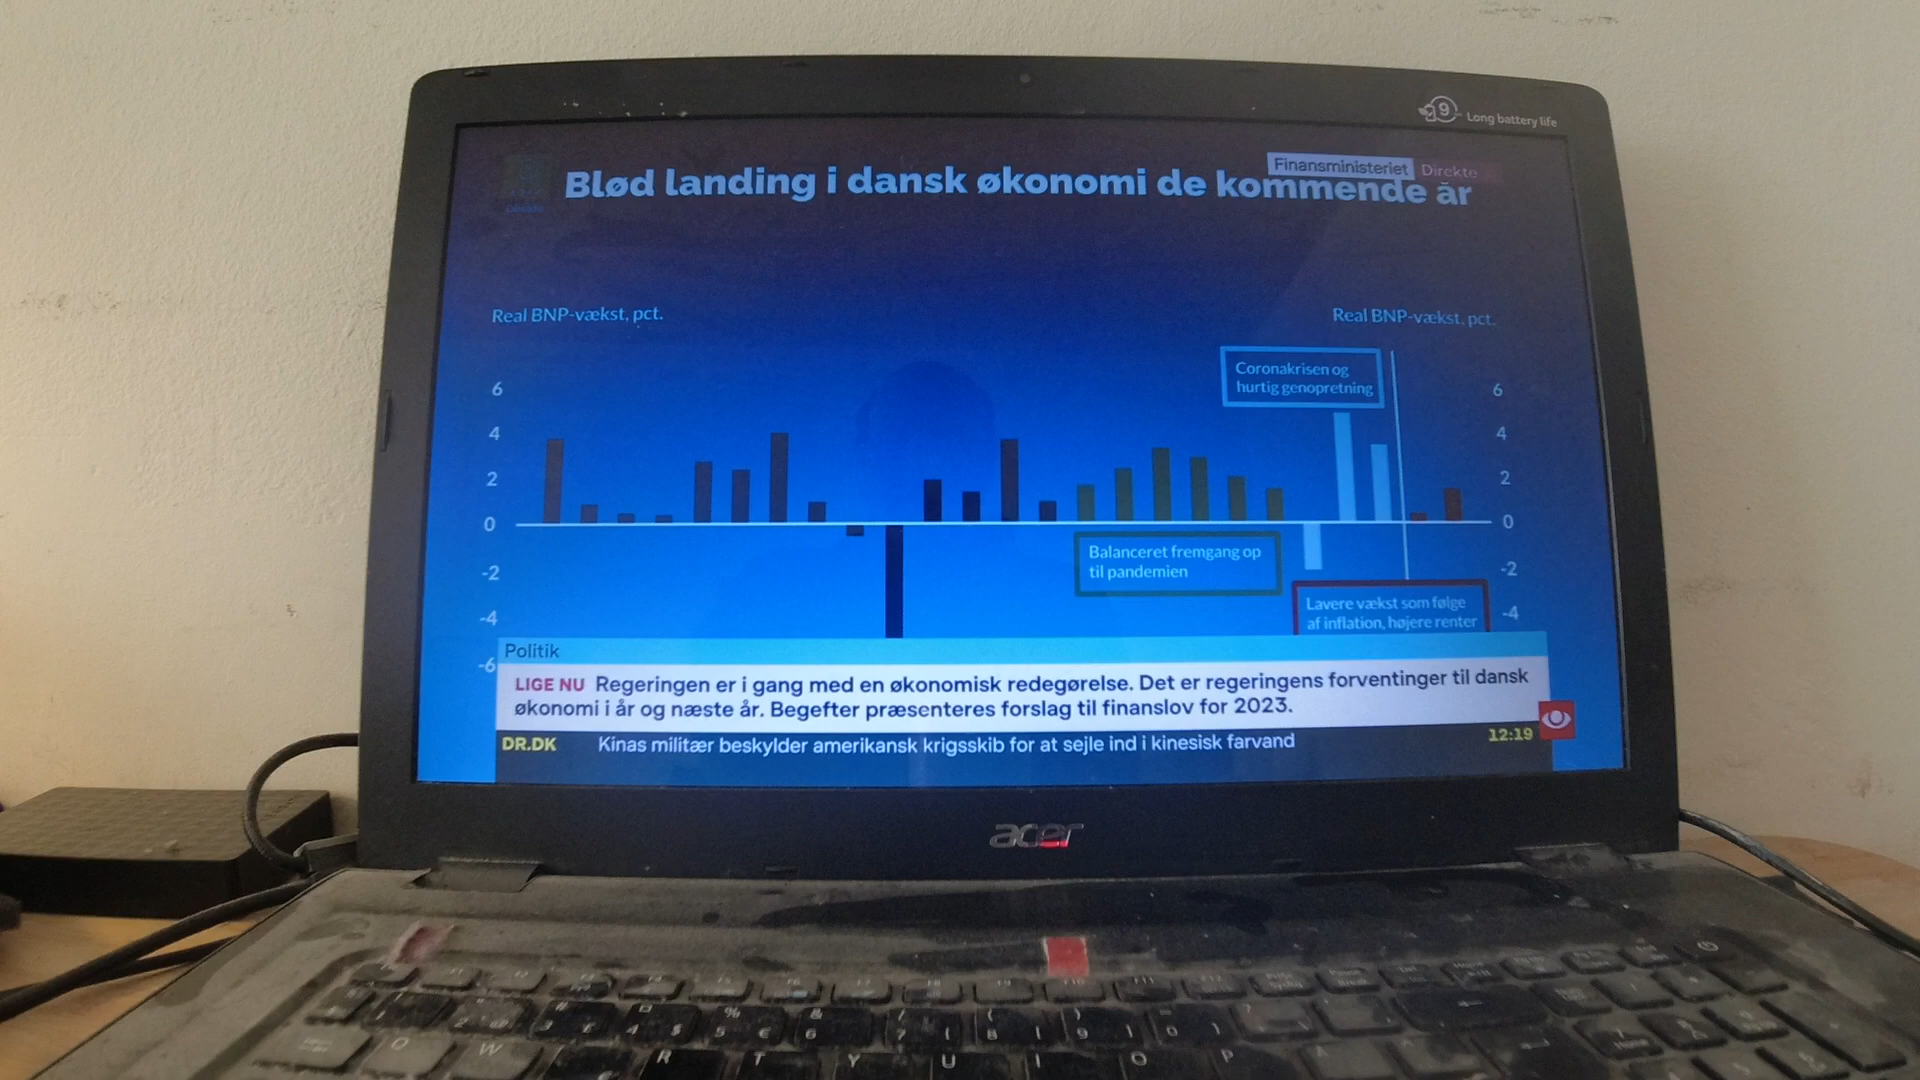 9 Long battery life
Finansministeriet Direkte
Blød landing i dansk økonomi de kommende år
Real BNP-vækst, pct.
Real BNP-vækst, pct.
Coronakrisen og
hurtig genopretning
6
6
4
4
2
2
0
0
-2
-2
-4
-4
-6
Balanceret fremgang op
til pandemien
Lavere vækst som følge
af inflation, højere renter
Politik
LIGE NU Regeringen er i gang med en økonomisk redegørelse. Det er regeringens forventinger til dansk
økonomi i år og næste år. Begefter præsenteres forslag til finanslov for 2023.
DR.DK Kinas militær beskylder amerikansk krigsskib for at sejle ind i kinesisk farvand 12:19
acer
O W R T Y U I O P